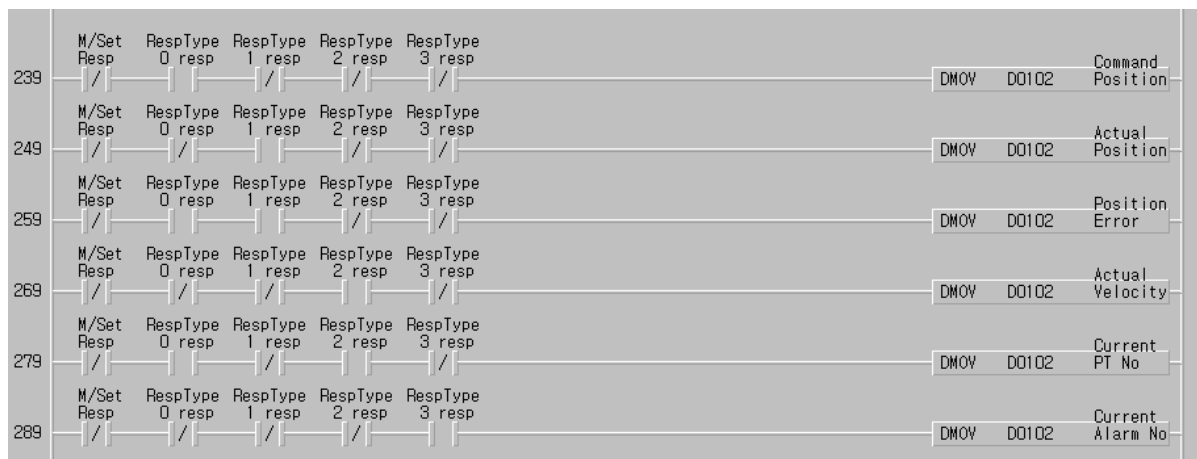 M/Set RespType RespType RespType RespType
Resp 0 resp 1 resp 2 resp 3 resp
Command
239 DMOV D0102 Position
M/Set RespType RespType RespType RespType
Resp 0 resp 1 resp 2 resp 3 resp
Actual
249 DMOV D0102 Position
M/Set RespType RespType RespType RespType
Resp 0 resp 1 resp 2 resp 3 resp
Position
259 DMOV D0102 Error
M/Set RespType RespType RespType RespType
Resp 0 resp 1 resp 2 resp 3 resp
Actual
269 DMOV D0102 Velocity
M/Set RespType RespType RespType RespType
Resp 0 resp 1 resp 2 resp 3 resp
Current
279 DMOV D0102 PT No
M/Set RespType RespType RespType RespType
Resp 0 resp 1 resp 2 resp 3 resp
Current
289 DMOV D0102 Alarm No